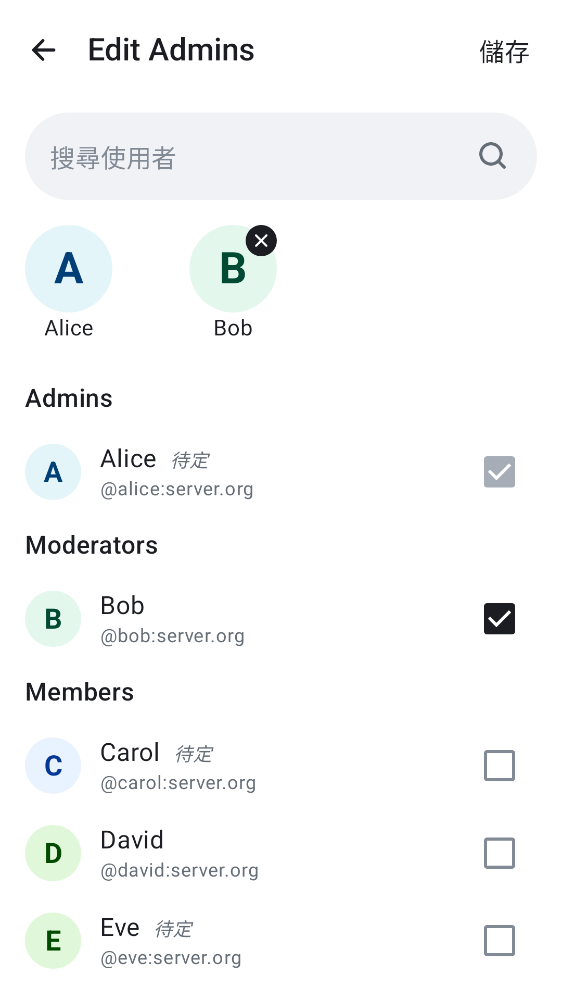 Edit Admins 儲存
搜尋使用者
A B
Alice Bob
Admins
A Alice 待定
@alice:server.org
Moderators
B Bob
@bob:server.org
Members
C Carol 待定
@carol:server.org
D David
@david:server.org
E Eve 待定
@eve:server.org